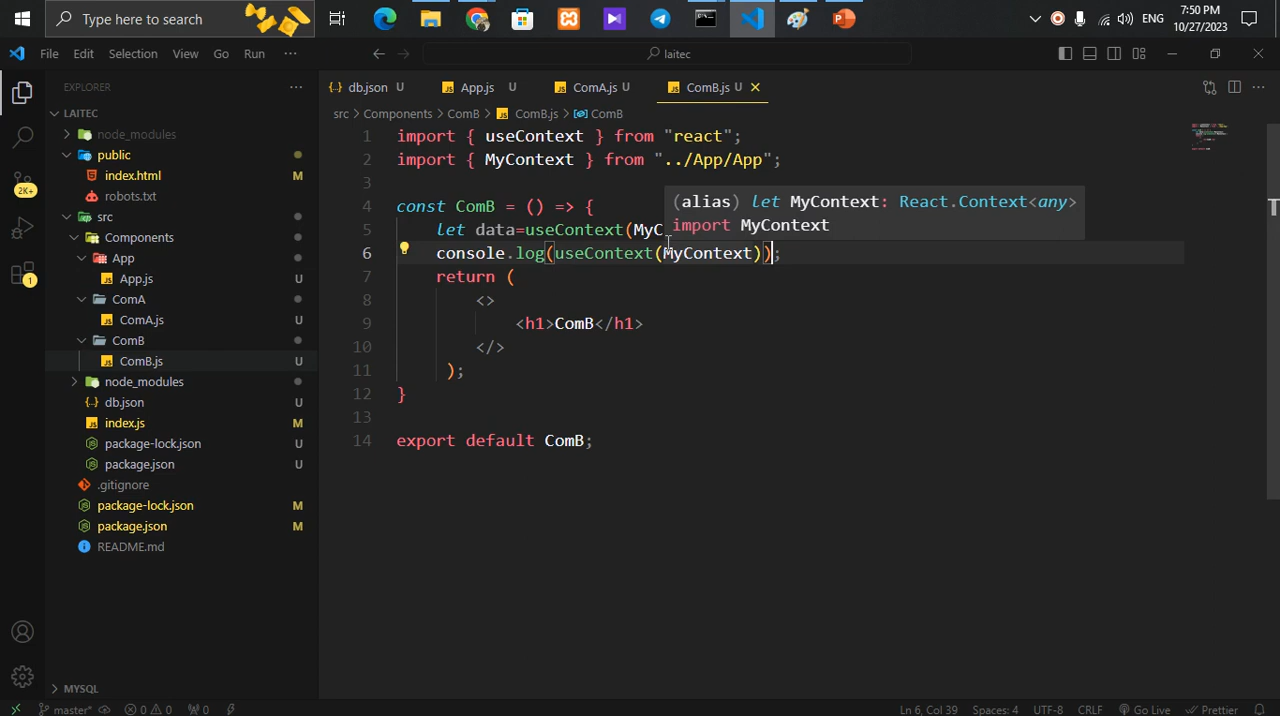 Type here to search
ENG
7:50 PM
10/27/2023
File Edit Selection View Go Run ···
laitec
EXPLORER
db.json U
App.js U
ComA.js U
ComB.js U
LAITEC
src > Components > ComB > ComB.js > ComB
node_modules
public
index.html M
robots.txt
src
Components
App
App.js U
ComA
ComA.js U
ComB
ComB.js U
node_modules
db.json U
index.js M
package-lock.json U
package.json U
.gitignore
package-lock.json M
package.json M
README.md
MYSQL
2K+
1
1 import { useContext } from "react";
2 import { MyContext } from "../App/App";
3
4 const ComB = () => {
5 let data=useContext(MyC
(alias) let MyContext: React.Context<any>
import MyContext
6 console.log(useContext(MyContext));
7 return (
8 <>
9 <h1>ComB</h1>
10 </>
11 );
12 }
13
14 export default ComB;
master* 0 0 0 Ln 6, Col 39 Spaces: 4 UTF-8 CRLF JavaScript Go Live Prettier